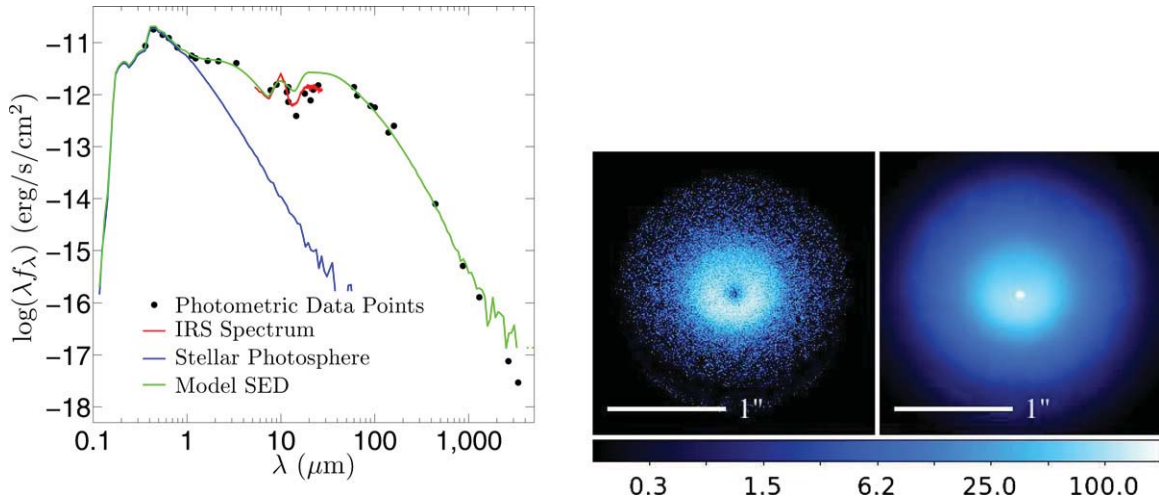 −11
−12
−13
−14
−15
−16
−17
−18
log(λf_λ) (erg/s/cm²)
Photometric Data Points
IRS Spectrum
Stellar Photosphere
Model SED
0.1 1 10 100 1,000
λ (μm)
1" 1"
0.3 1.5 6.2 25.0 100.0